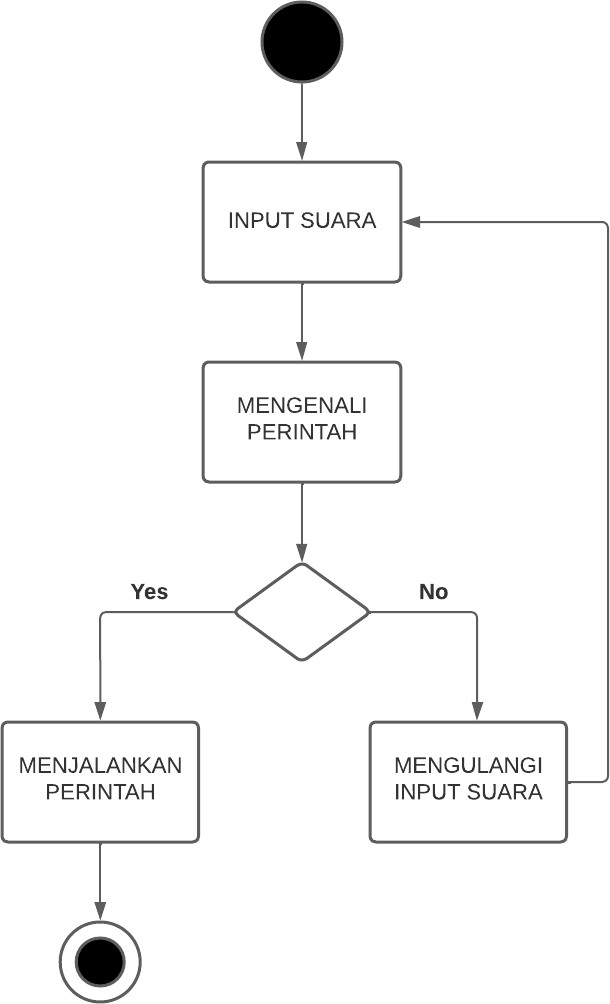 INPUT SUARA
MENGENALI
PERINTAH
Yes
No
MENJALANKAN
PERINTAH
MENGULANGI
INPUT SUARA